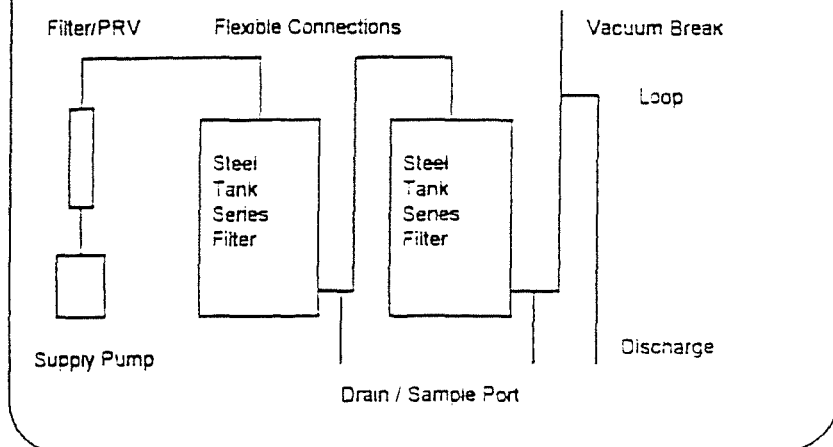 Filter/PRV
Flexible Connections
Vacuum Break
Loop
Steel
Tank
Series
Filter
Steel
Tank
Series
Filter
Supply Pump
Discharge
Drain / Sample Port